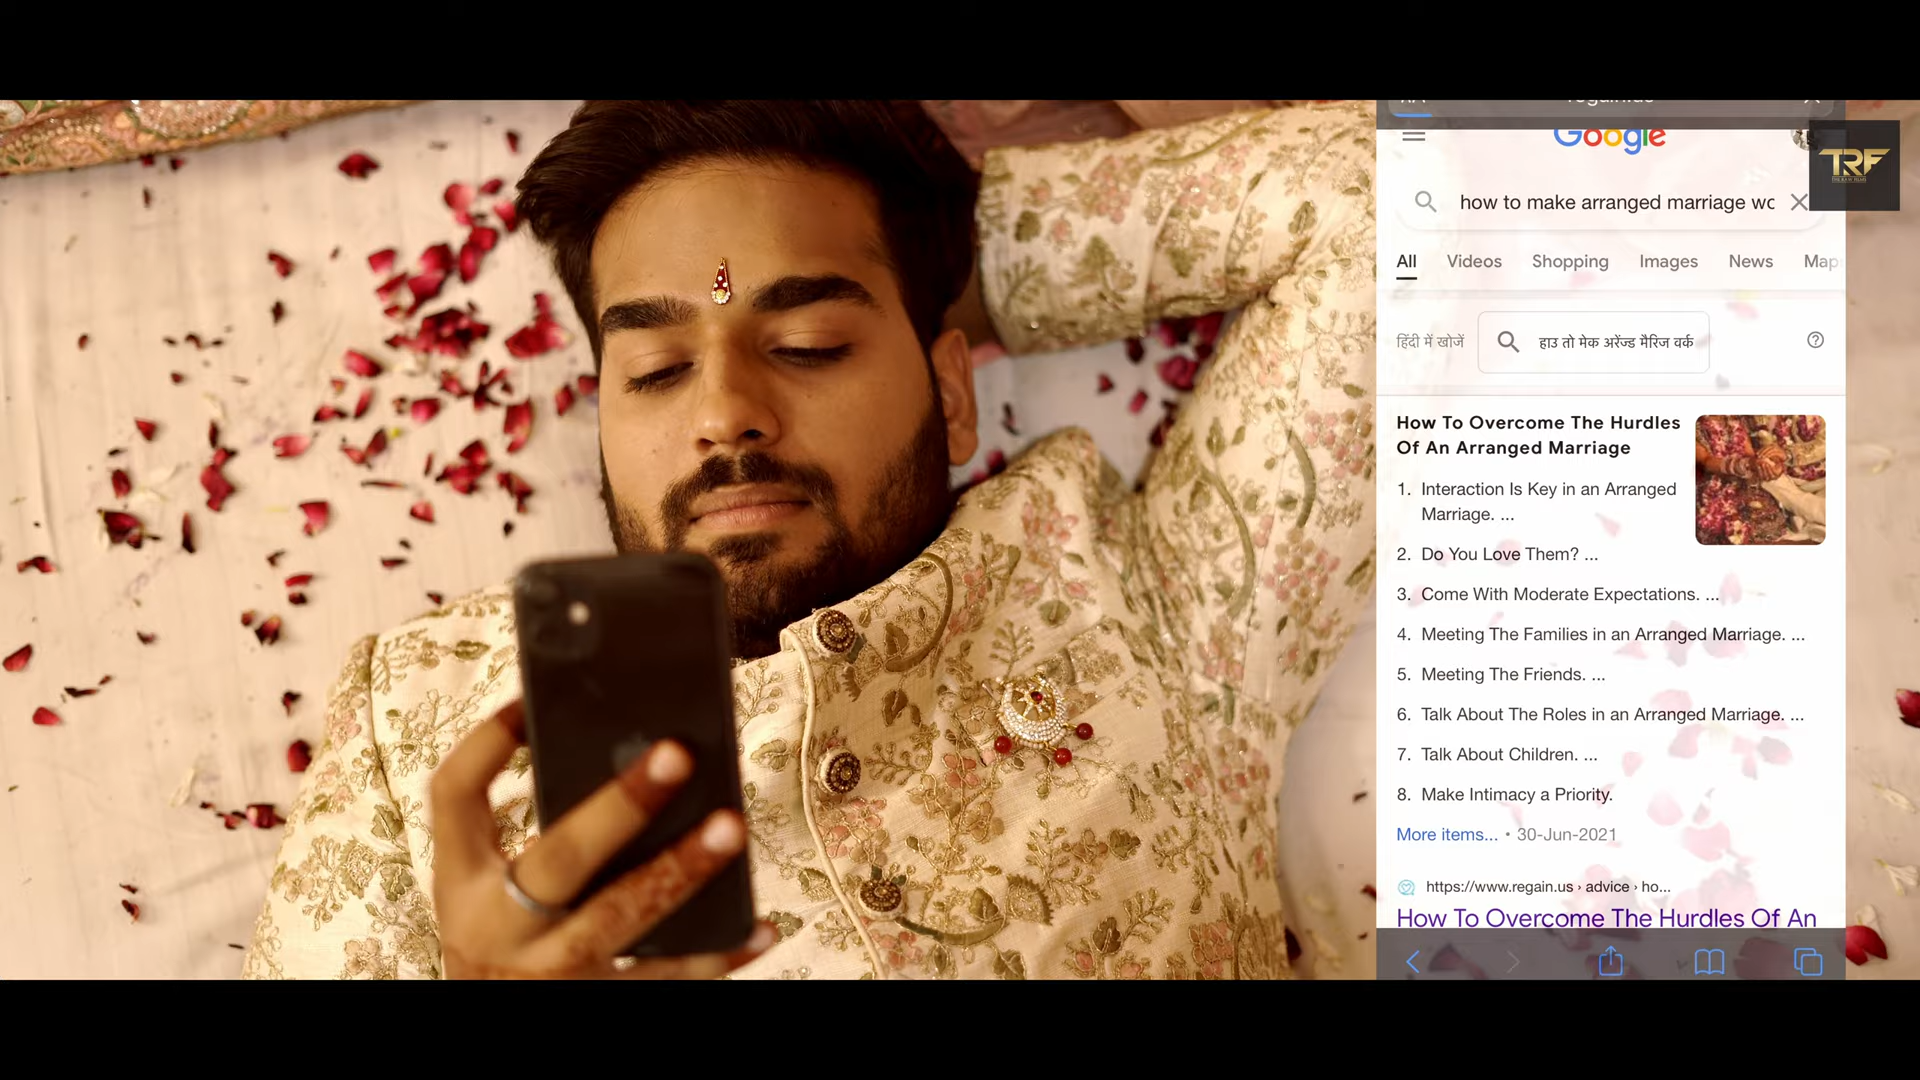 Google
TRF
how to make arranged marriage wo
All Videos Shopping Images News Map
हिंदी में खोजें
हाउ तो मेक अरेंज्ड मैरिज वर्क
How To Overcome The Hurdles
Of An Arranged Marriage
1. Interaction Is Key in an Arranged
Marriage. ...
2. Do You Love Them? ...
3. Come With Moderate Expectations. ...
4. Meeting The Families in an Arranged Marriage. ...
5. Meeting The Friends. ...
6. Talk About The Roles in an Arranged Marriage. ...
7. Talk About Children. ...
8. Make Intimacy a Priority.
More items... • 30-Jun-2021
https://www.regain.us › advice › ho...
How To Overcome The Hurdles Of An